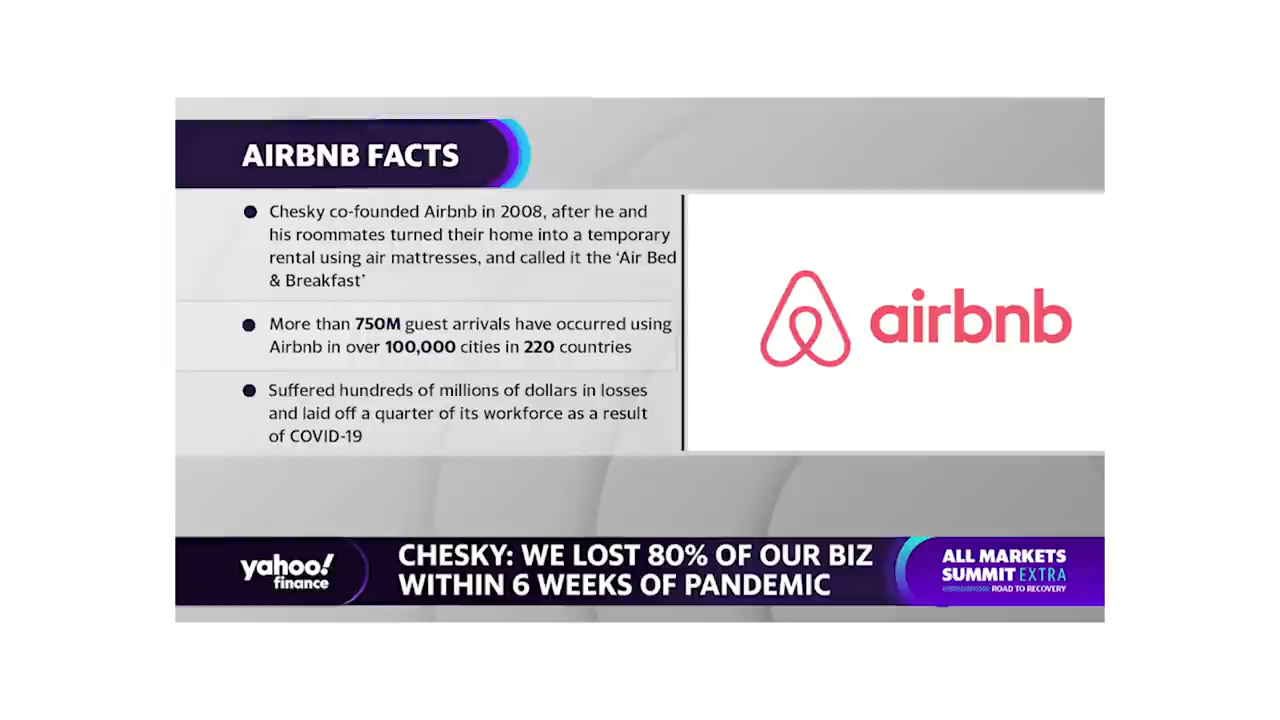 AIRBNB FACTS
Chesky co-founded Airbnb in 2008, after he and
his roommates turned their home into a temporary
rental using air mattresses, and called it the ‘Air Bed
& Breakfast’
More than 750M guest arrivals have occurred using
Airbnb in over 100,000 cities in 220 countries
Suffered hundreds of millions of dollars in losses
and laid off a quarter of its workforce as a result
of COVID-19
airbnb
yahoo!
finance
CHESKY: WE LOST 80% OF OUR BIZ
WITHIN 6 WEEKS OF PANDEMIC
ALL MARKETS
SUMMIT EXTRA
ROAD TO RECOVERY